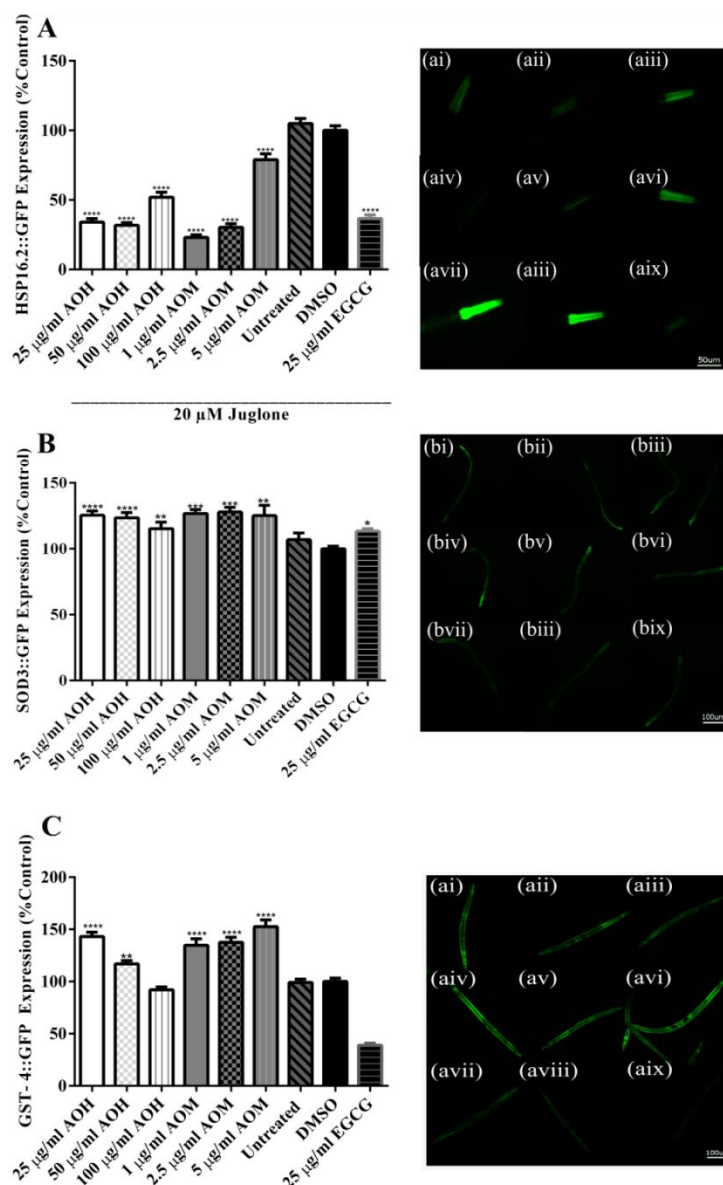 A
HSP16.2::GFP Expression (%Control)
150
100
50
0
****
****
****
****
****
****
****
25 µg/ml AOH
50 µg/ml AOH
100 µg/ml AOH
1 µg/ml AOM
2.5 µg/ml AOM
5 µg/ml AOM
Untreated
DMSO
25 µg/ml EGCG
20 µM Juglone
(ai) (aii) (aiii)
(aiv) (av) (avi)
(avii) (aiii) (aix)
50um
B
SOD3::GFP Expression (%Control)
150
100
50
0
****
****
**
***
***
**
*
25 µg/ml AOH
50 µg/ml AOH
100 µg/ml AOH
1 µg/ml AOM
2.5 µg/ml AOM
5 µg/ml AOM
Untreated
DMSO
25 µg/ml EGCG
(bi) (bii) (biii)
(biv) (bv) (bvi)
(bvii) (biii) (bix)
100um
C
GST- 4::GFP Expression (%Control)
200
150
100
50
0
****
**
****
****
****
25 µg/ml AOH
50 µg/ml AOH
100 µg/ml AOH
1 µg/ml AOM
2.5 µg/ml AOM
5 µg/ml AOM
Untreated
DMSO
25 µg/ml EGCG
(ai) (aii) (aiii)
(aiv) (av) (avi)
(avii) (aviii) (aix)
100um